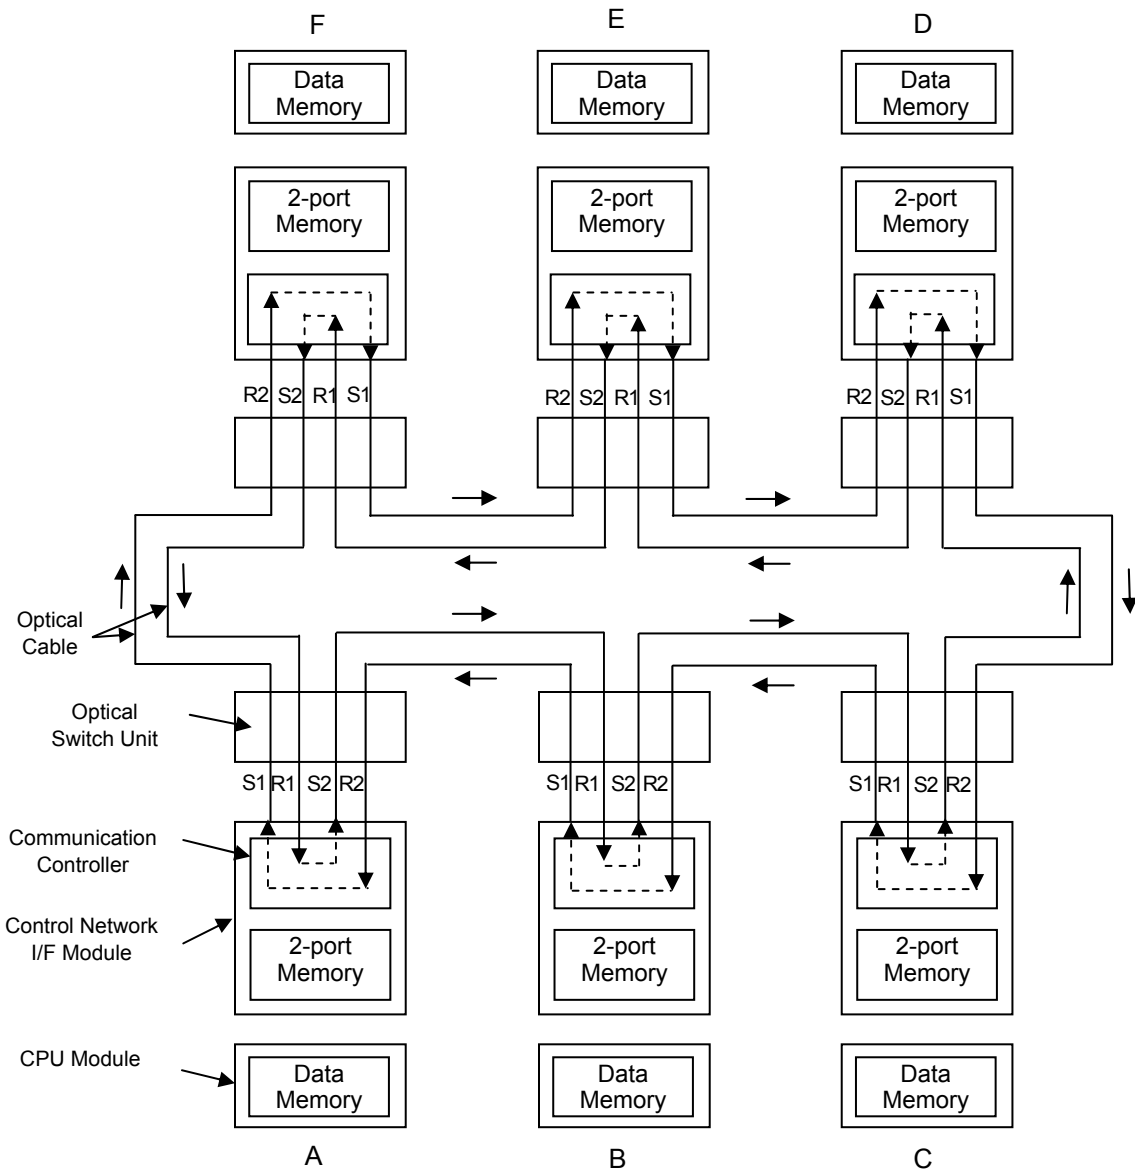 F
E
D
Data
Memory
Data
Memory
Data
Memory
2-port
Memory
2-port
Memory
2-port
Memory
R2 S2 R1 S1
R2 S2 R1 S1
R2 S2 R1 S1
Optical
Cable
Optical
Switch Unit
S1 R1 S2 R2
S1 R1 S2 R2
S1 R1 S2 R2
Communication
Controller
Control Network
I/F Module
2-port
Memory
2-port
Memory
2-port
Memory
CPU Module
Data
Memory
Data
Memory
Data
Memory
A
B
C